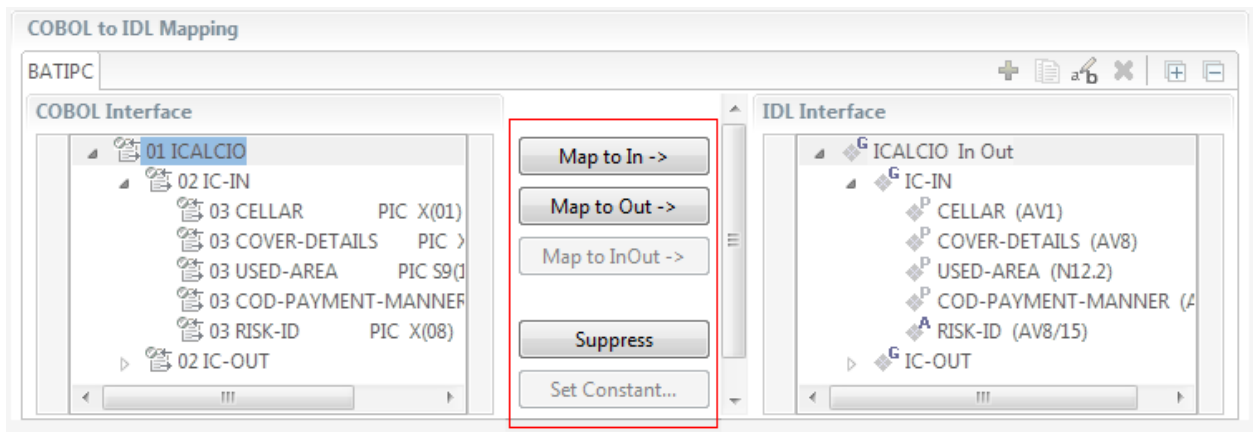 COBOL to IDL Mapping
BATIPC
COBOL Interface
01 ICALCIO
02 IC-IN
03 CELLAR PIC X(01)
03 COVER-DETAILS PIC X
03 USED-AREA PIC S9(1
03 COD-PAYMENT-MANNER
03 RISK-ID PIC X(08)
02 IC-OUT
Map to In ->
Map to Out ->
Map to InOut ->
Suppress
Set Constant...
IDL Interface
ICALCIO In Out
IC-IN
CELLAR (AV1)
COVER-DETAILS (AV8)
USED-AREA (N12.2)
COD-PAYMENT-MANNER (A
RISK-ID (AV8/15)
IC-OUT